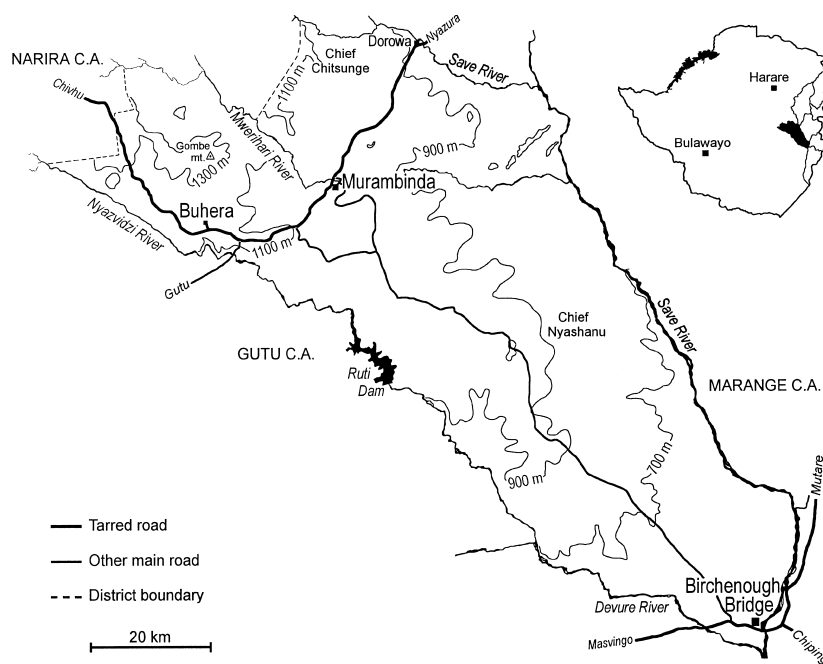 NARIRA C.A.
Chivhu
Dorowa
Nyazura
Chief
Chitsunge
1100 m
Save River
Harare
Bulawayo
Gombe
mt.
1300 m
Mwerihari River
900 m
Murambinda
Nyazvidzi River
Buhera
1100 m
Gutu
GUTU C.A.
Ruti
Dam
Chief
Nyashanu
Save River
MARANGE C.A.
700 m
900 m
Mutare
Tarred road
Other main road
District boundary
20 km
Birchenough
Bridge
Devure River
Masvingo
Chiping